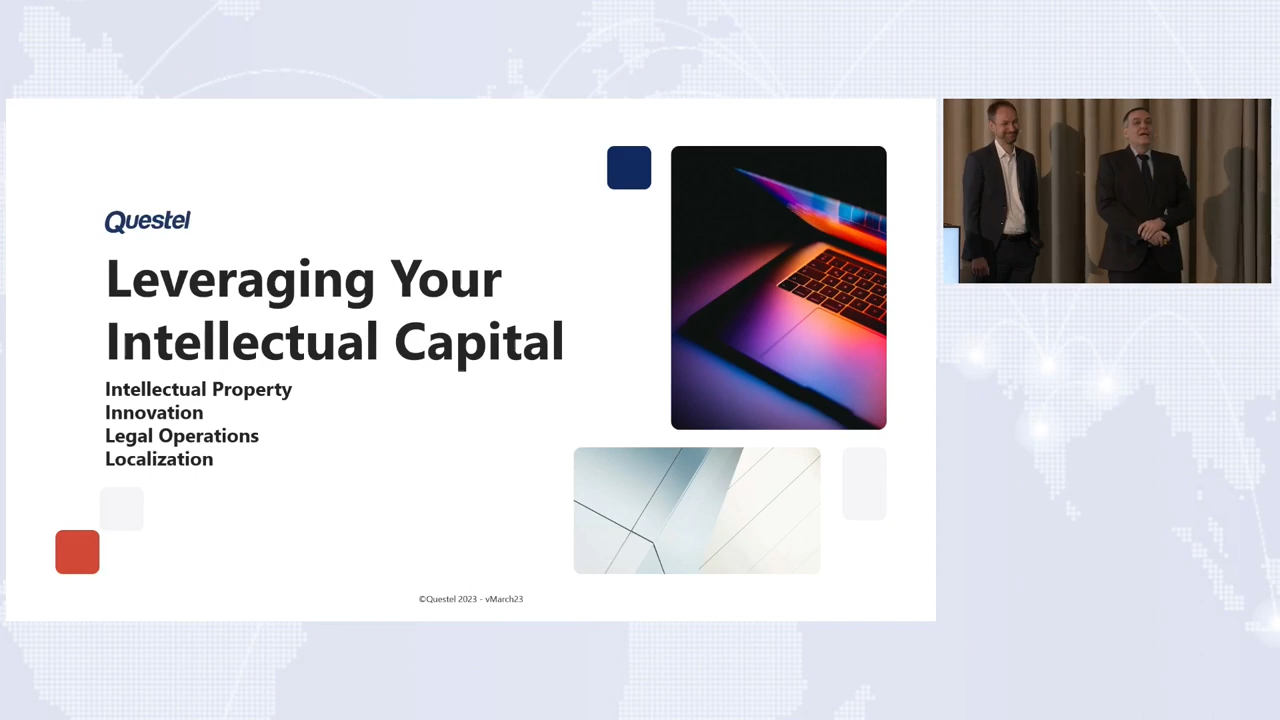 Questel
Leveraging Your
Intellectual Capital
Intellectual Property
Innovation
Legal Operations
Localization
©Questel 2023 - vMarch23